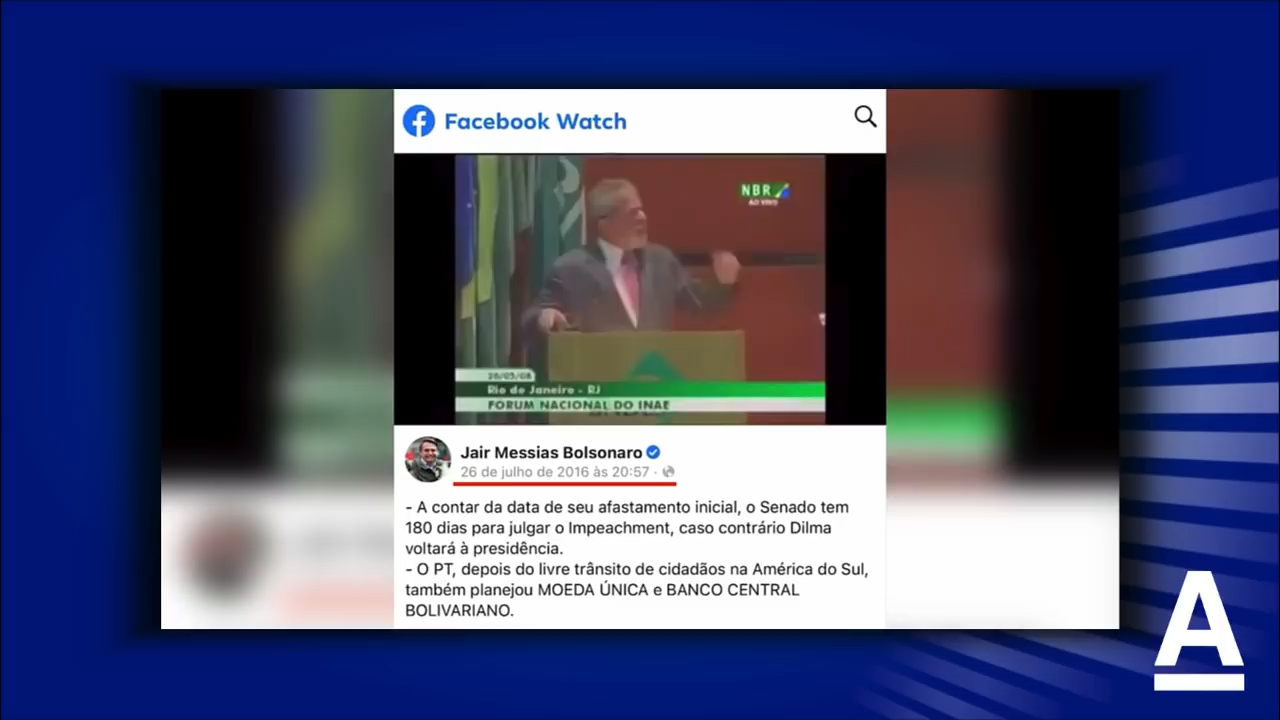 Facebook Watch
NBR
AO VIVO
26/05/08
Rio de Janeiro - RJ
FORUM NACIONAL DO INAE
Jair Messias Bolsonaro
26 de julho de 2016 às 20:57 ·
- A contar da data de seu afastamento inicial, o Senado tem
180 dias para julgar o Impeachment, caso contrário Dilma
voltará à presidência.
- O PT, depois do livre trânsito de cidadãos na América do Sul,
também planejou MOEDA ÚNICA e BANCO CENTRAL
BOLIVARIANO.
A